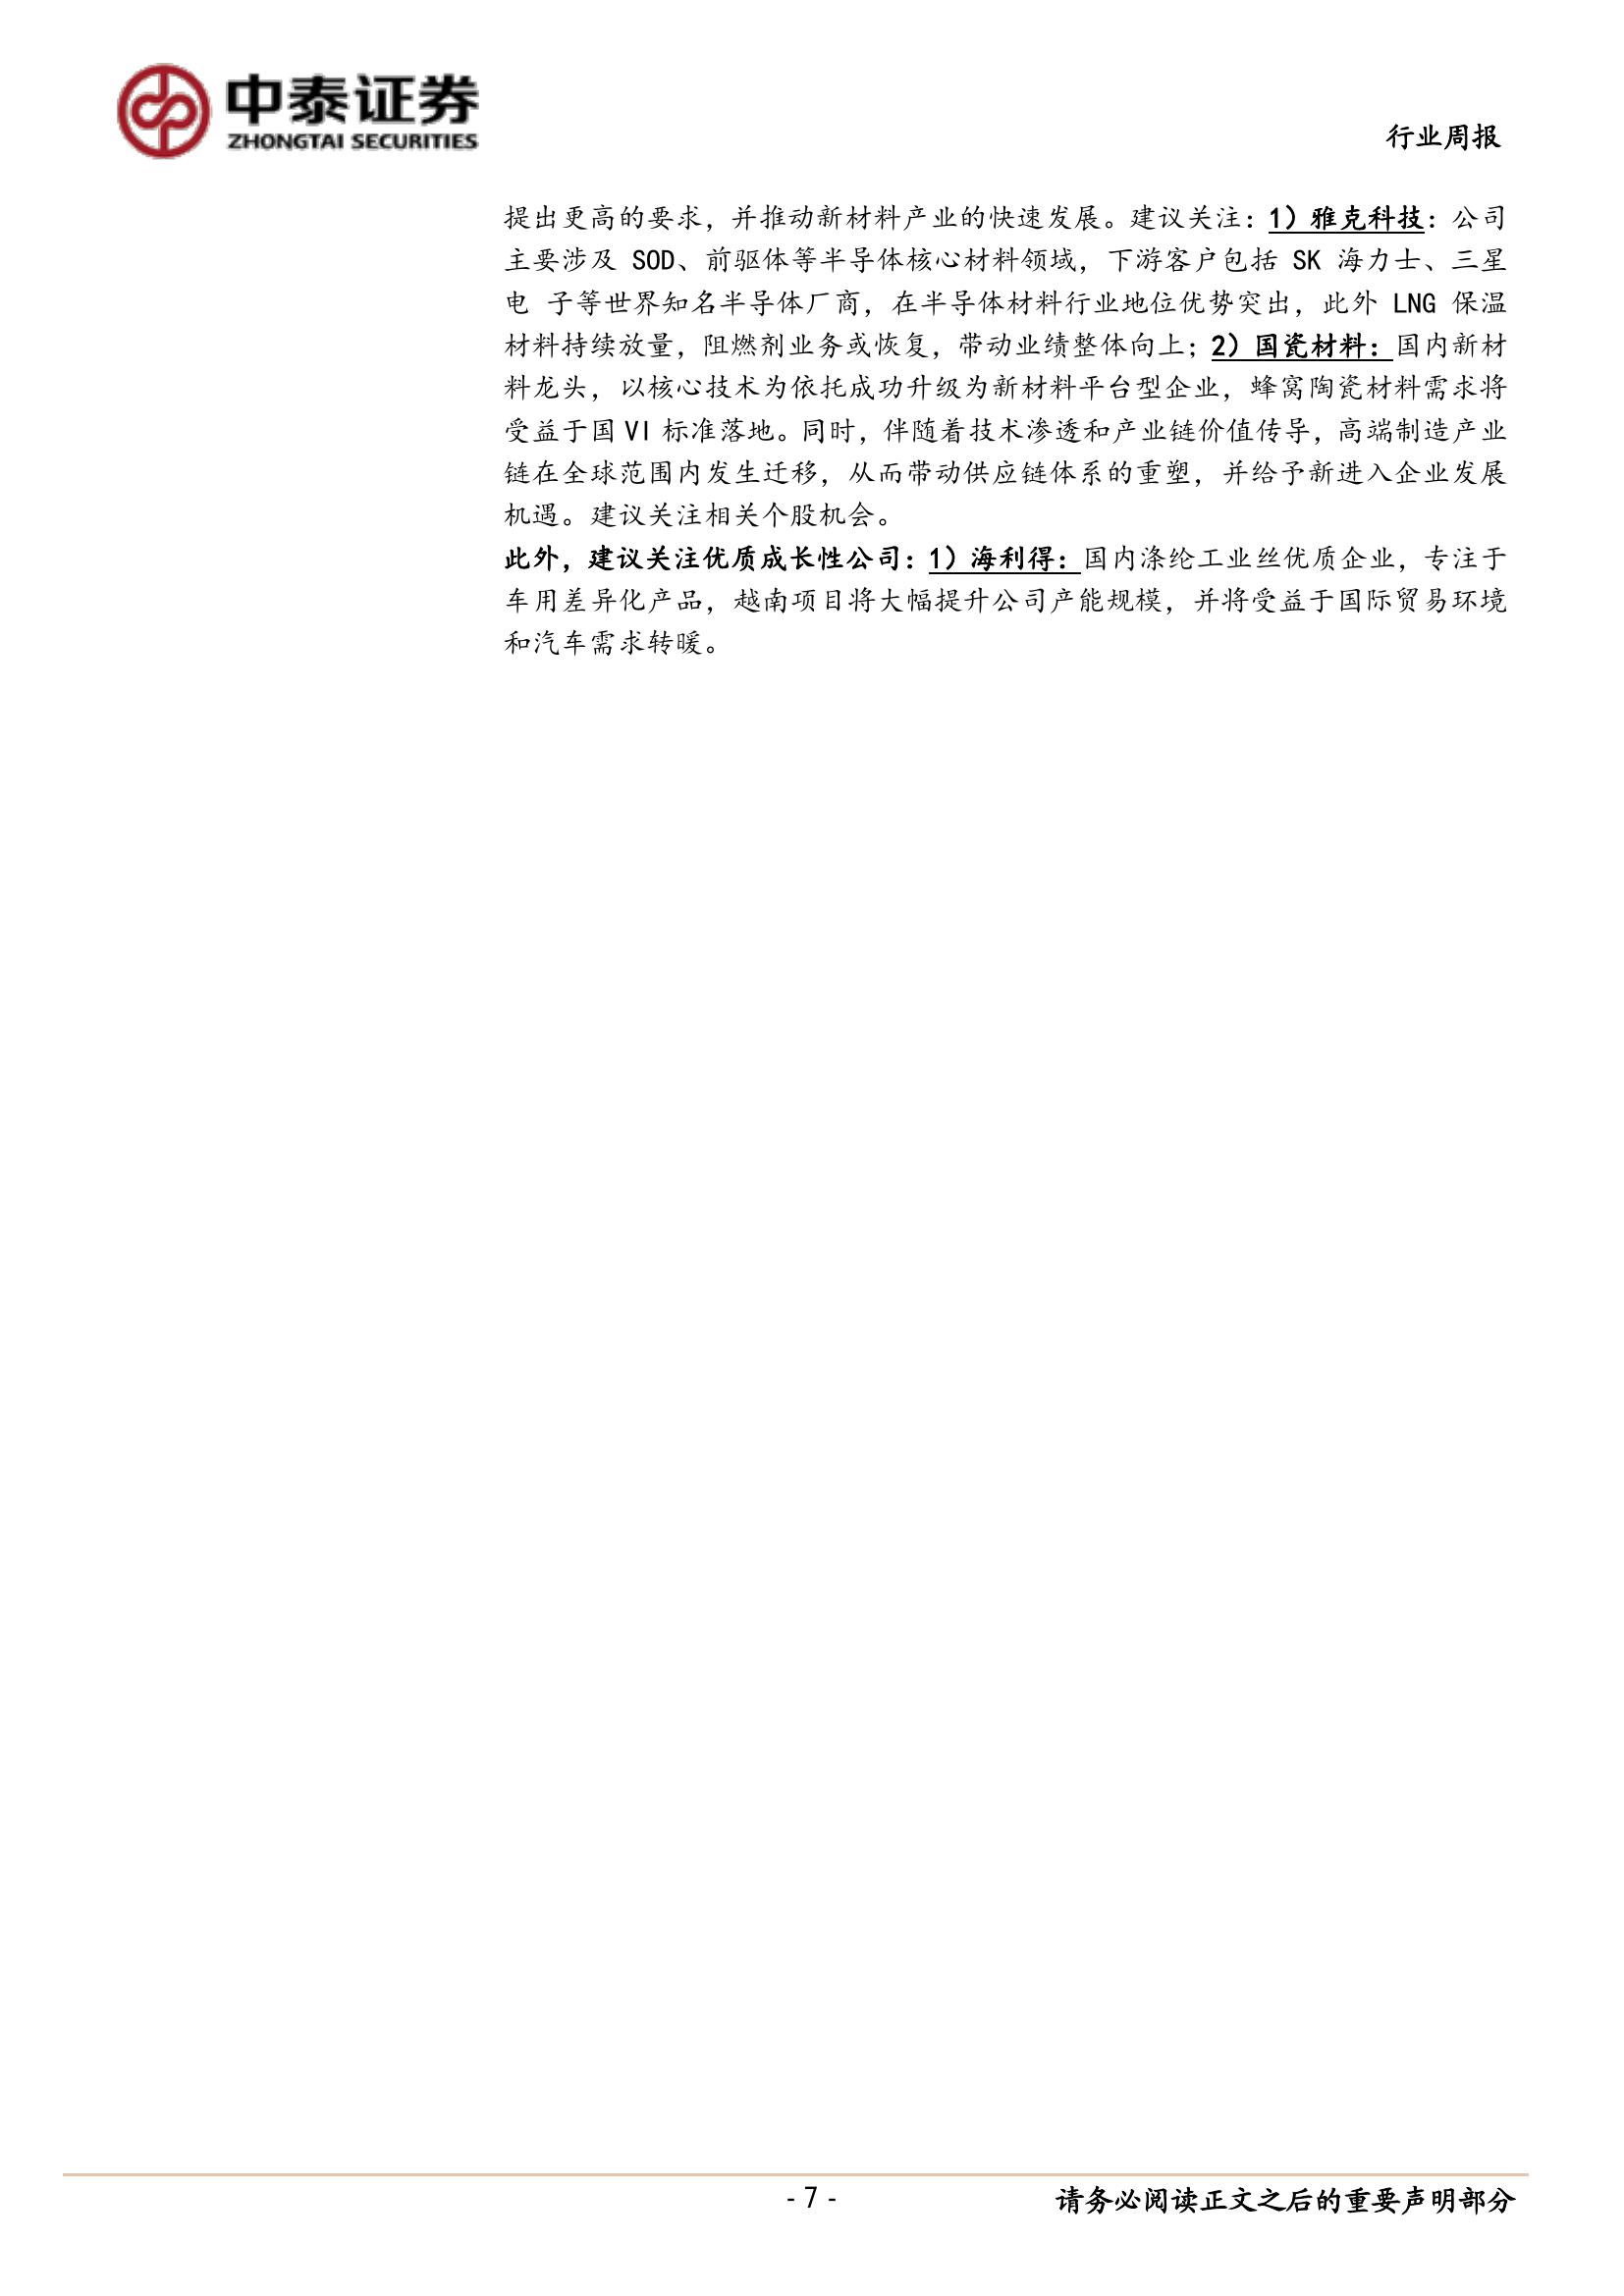 中泰证券
ZHONGTAI SECURITIES
行业周报
提出更高的要求，并推动新材料产业的快速发展。建议关注：1）雅克科技：公司
主要涉及 SOD、前驱体等半导体核心材料领域，下游客户包括 SK 海力士、三星
电 子等世界知名半导体厂商，在半导体材料行业地位优势突出，此外 LNG 保温
材料持续放量，阻燃剂业务或恢复，带动业绩整体向上；2）国瓷材料：国内新材
料龙头，以核心技术为依托成功升级为新材料平台型企业，蜂窝陶瓷材料需求将
受益于国 VI 标准落地。同时，伴随着技术渗透和产业链价值传导，高端制造产业
链在全球范围内发生迁移，从而带动供应链体系的重塑，并给予新进入企业发展
机遇。建议关注相关个股机会。
此外，建议关注优质成长性公司：1）海利得：国内涤纶工业丝优质企业，专注于
车用差异化产品，越南项目将大幅提升公司产能规模，并将受益于国际贸易环境
和汽车需求转暖。
- 7 -
请务必阅读正文之后的重要声明部分